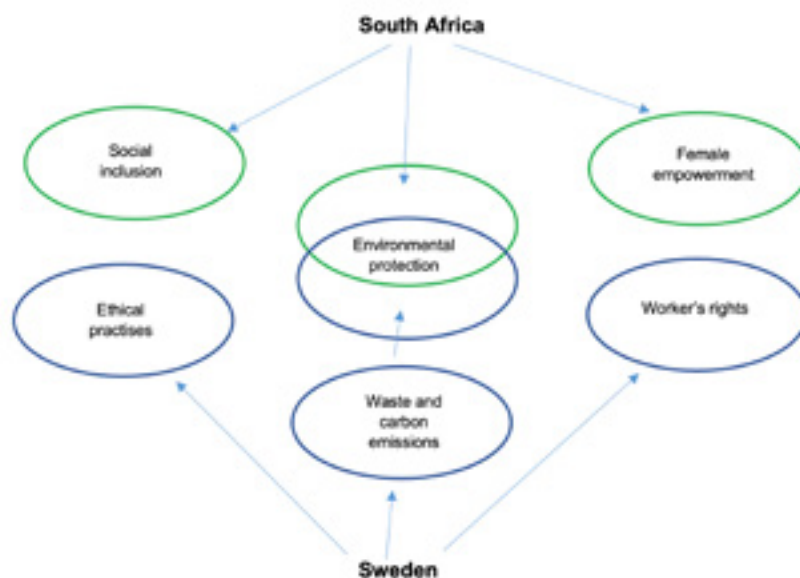 South Africa
Social
inclusion
Female
empowerment
Environmental
protection
Ethical
practises
Worker's rights
Waste and
carbon
emissions
Sweden